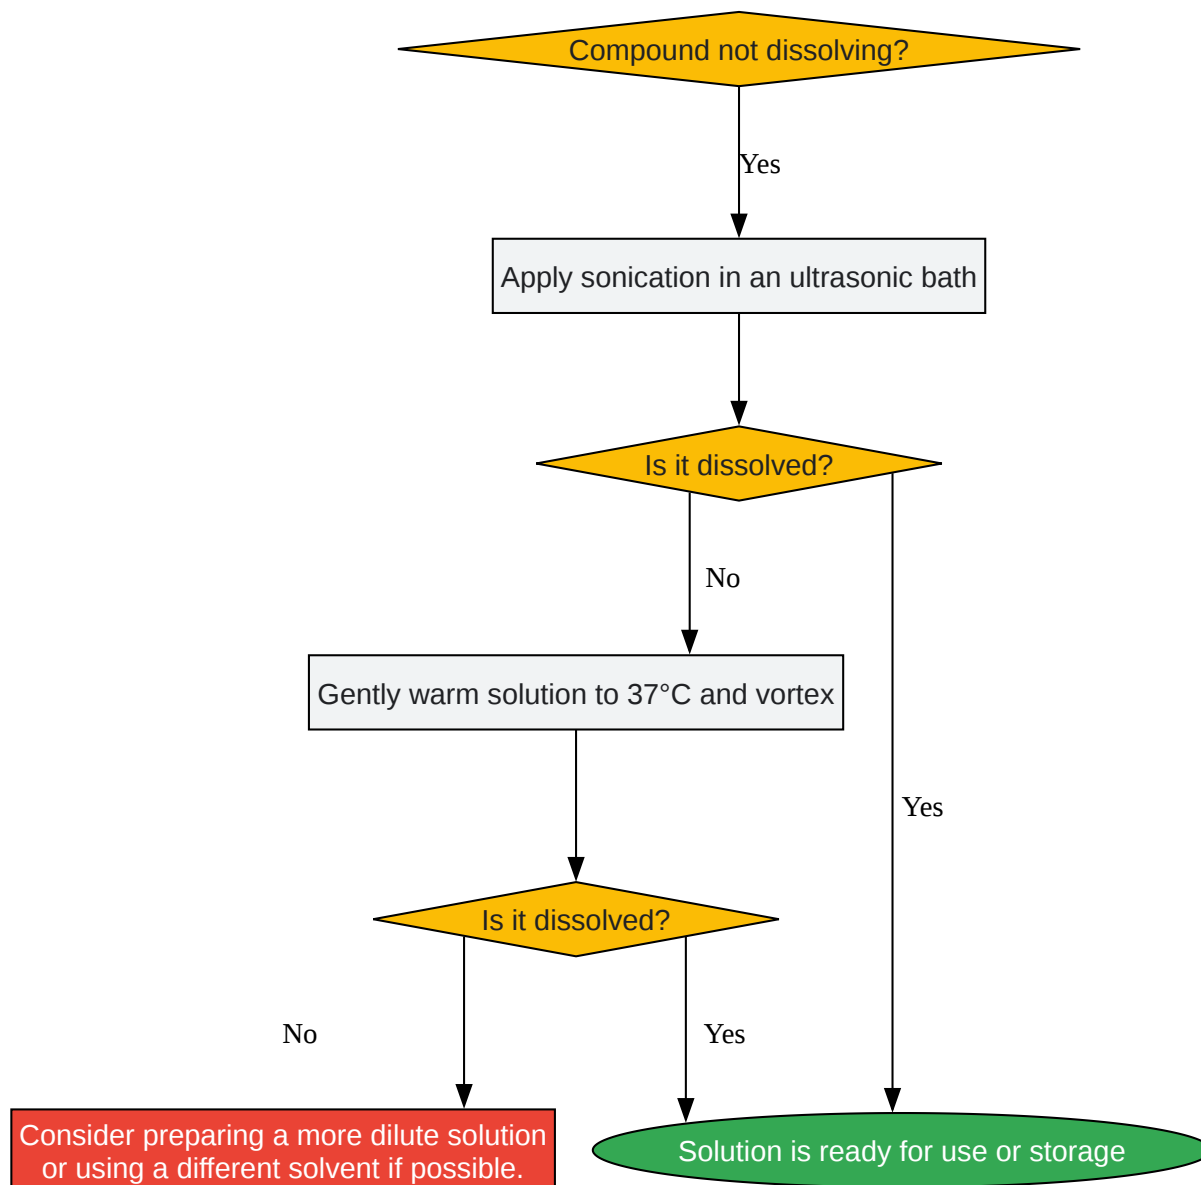 Compound not dissolving?
Yes
Apply sonication in an ultrasonic bath
Is it dissolved?
No
Gently warm solution to 37°C and vortex
Yes
Is it dissolved?
No
Yes
Consider preparing a more dilute solution
or using a different solvent if possible.
Solution is ready for use or storage